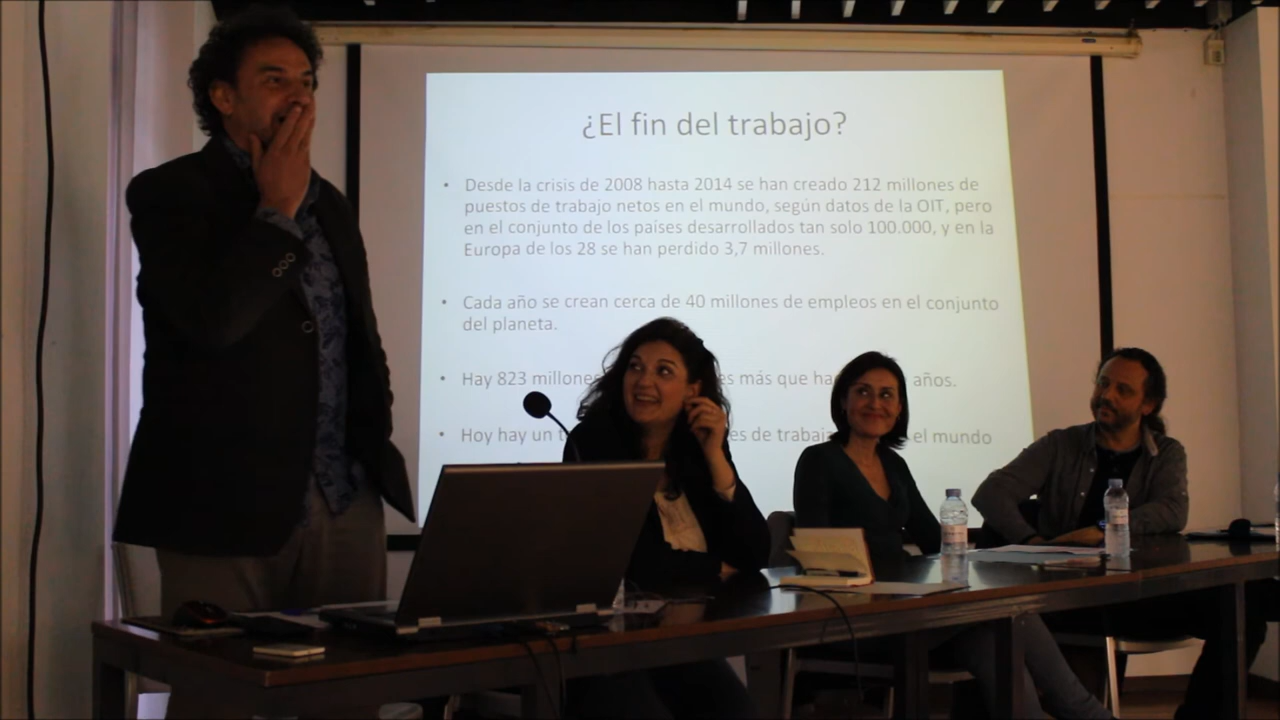 ¿El fin del trabajo?
• Desde la crisis de 2008 hasta 2014 se han creado 212 millones de
puestos de trabajo netos en el mundo, según datos de la OIT, pero
en el conjunto de los países desarrollados tan solo 100.000, y en la
Europa de los 28 se han perdido 3,7 millones.
• Cada año se crean cerca de 40 millones de empleos en el conjunto
del planeta.
• Hay 823 millones más que años.
• Hoy hay un de el mundo